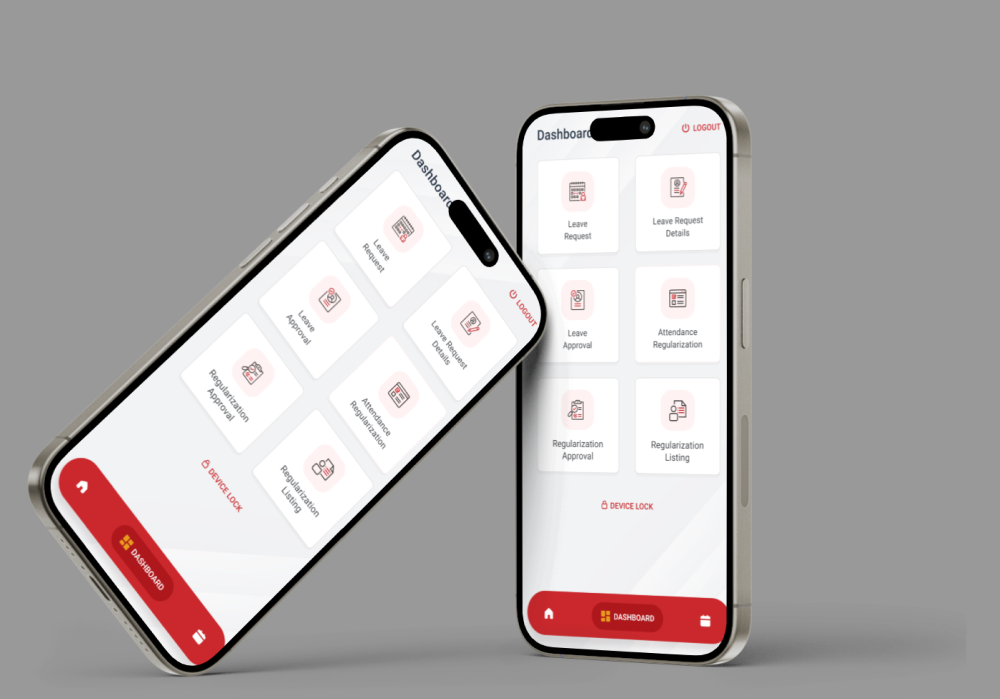 Dashboard
LOGOUT
Leave
Request
Leave Request
Details
Leave
Approval
Attendance
Regularization
Regularization
Approval
Regularization
Listing
DEVICE LOCK
DASHBOARD
Dashboard
LOGOUT
Leave
Request
Leave Request
Details
Leave
Approval
Attendance
Regularization
Regularization
Approval
Regularization
Listing
DEVICE LOCK
DASHBOARD